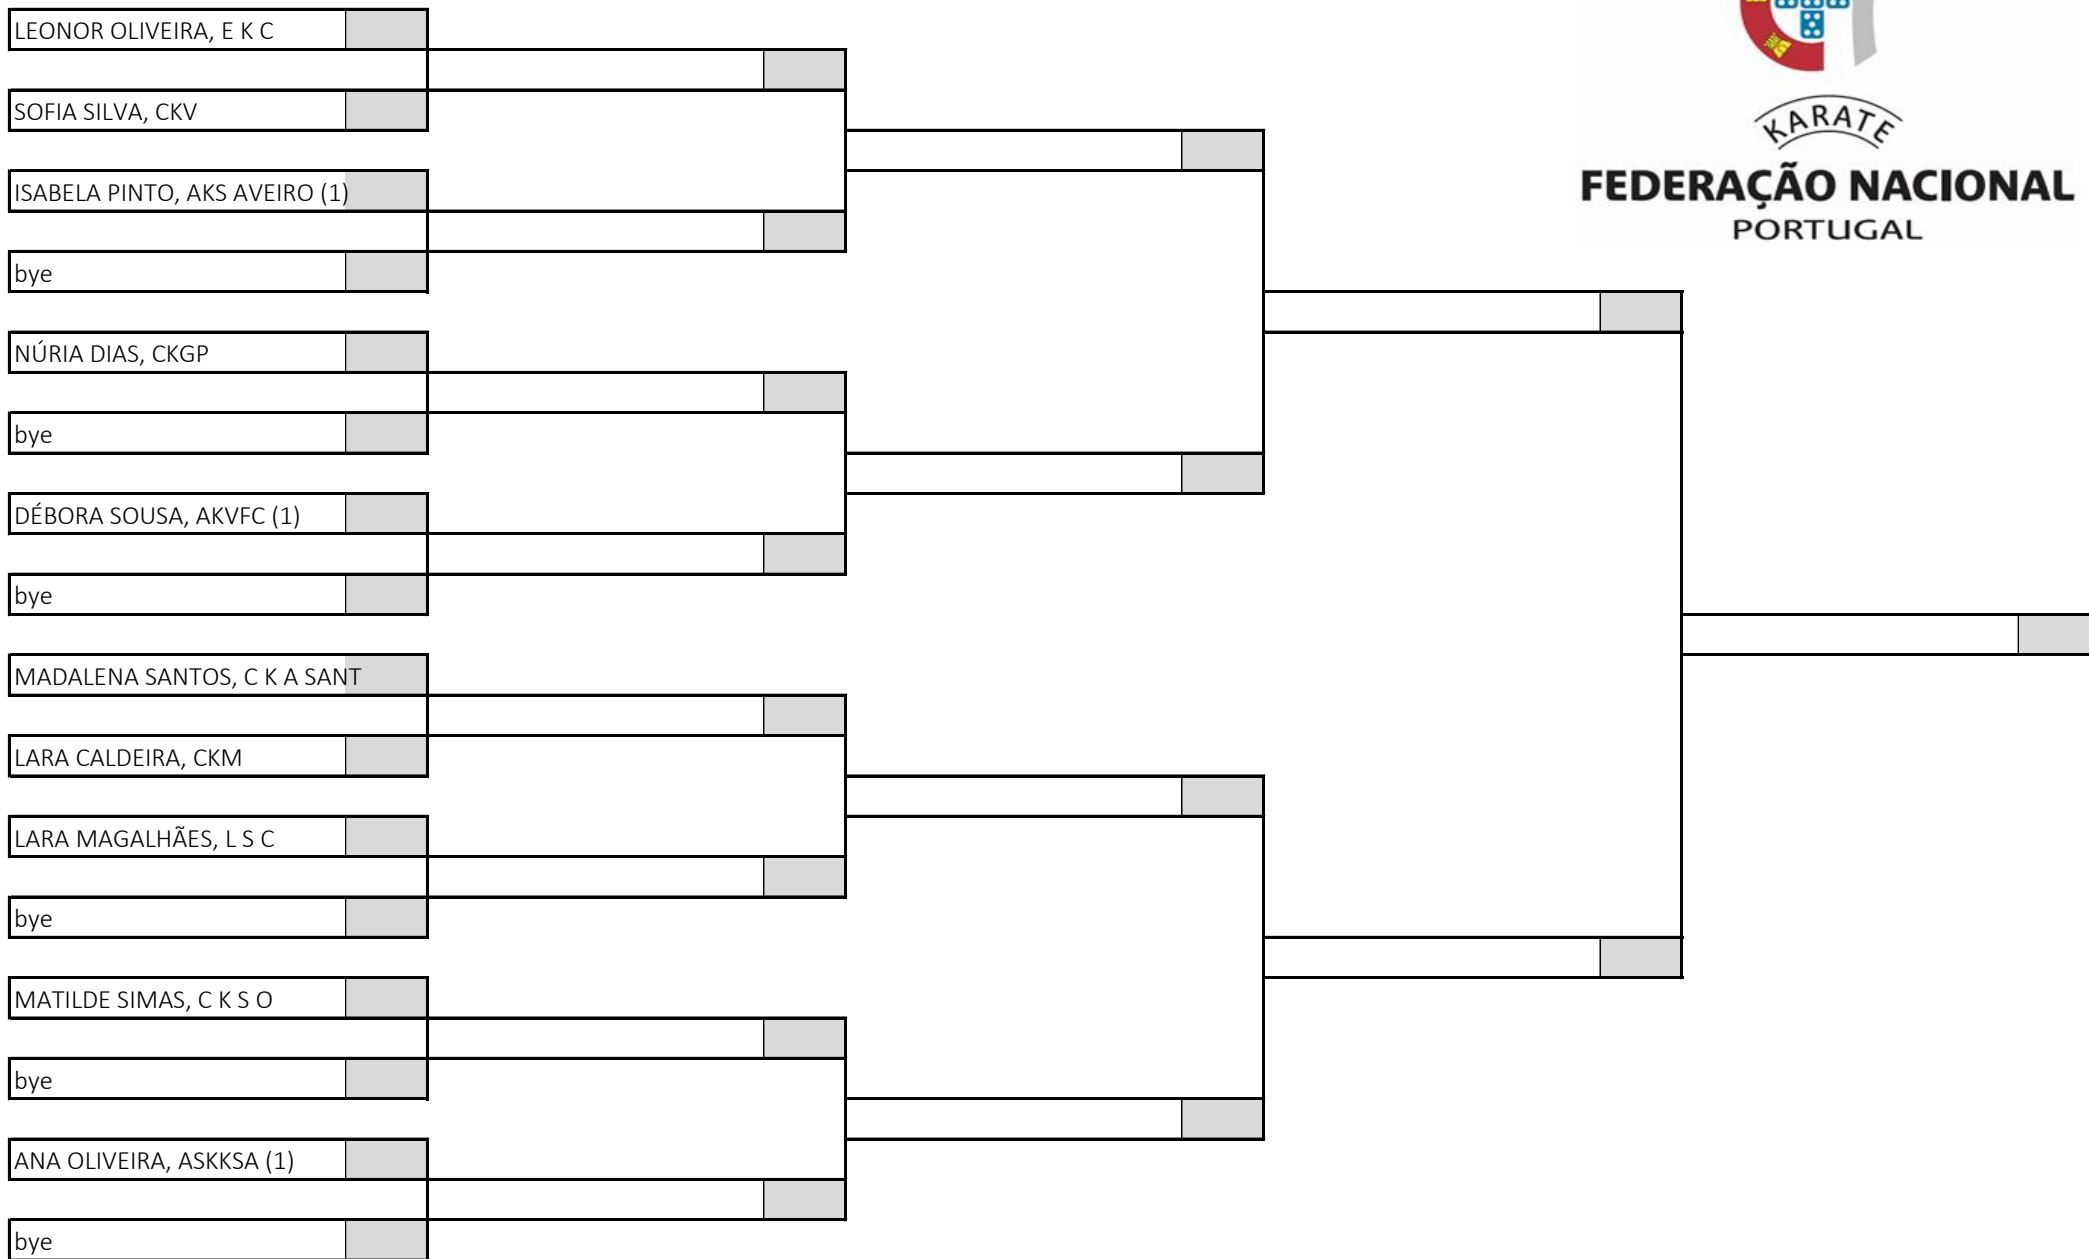 LEONOR OLIVEIRA, E K C
SOFIA SILVA, CKV
ISABELA PINTO, AKS AVEIRO (1)
bye
NÚRIA DIAS, CKGP
bye
DÉBORA SOUSA, AKVFC (1)
bye
MADALENA SANTOS, C K A SANT
LARA CALDEIRA, CKM
LARA MAGALHÃES, L S C
bye
MATILDE SIMAS, C K S O
bye
ANA OLIVEIRA, ASKKSA (1)
bye
KARATE
FEDERAÇÃO NACIONAL
PORTUGAL